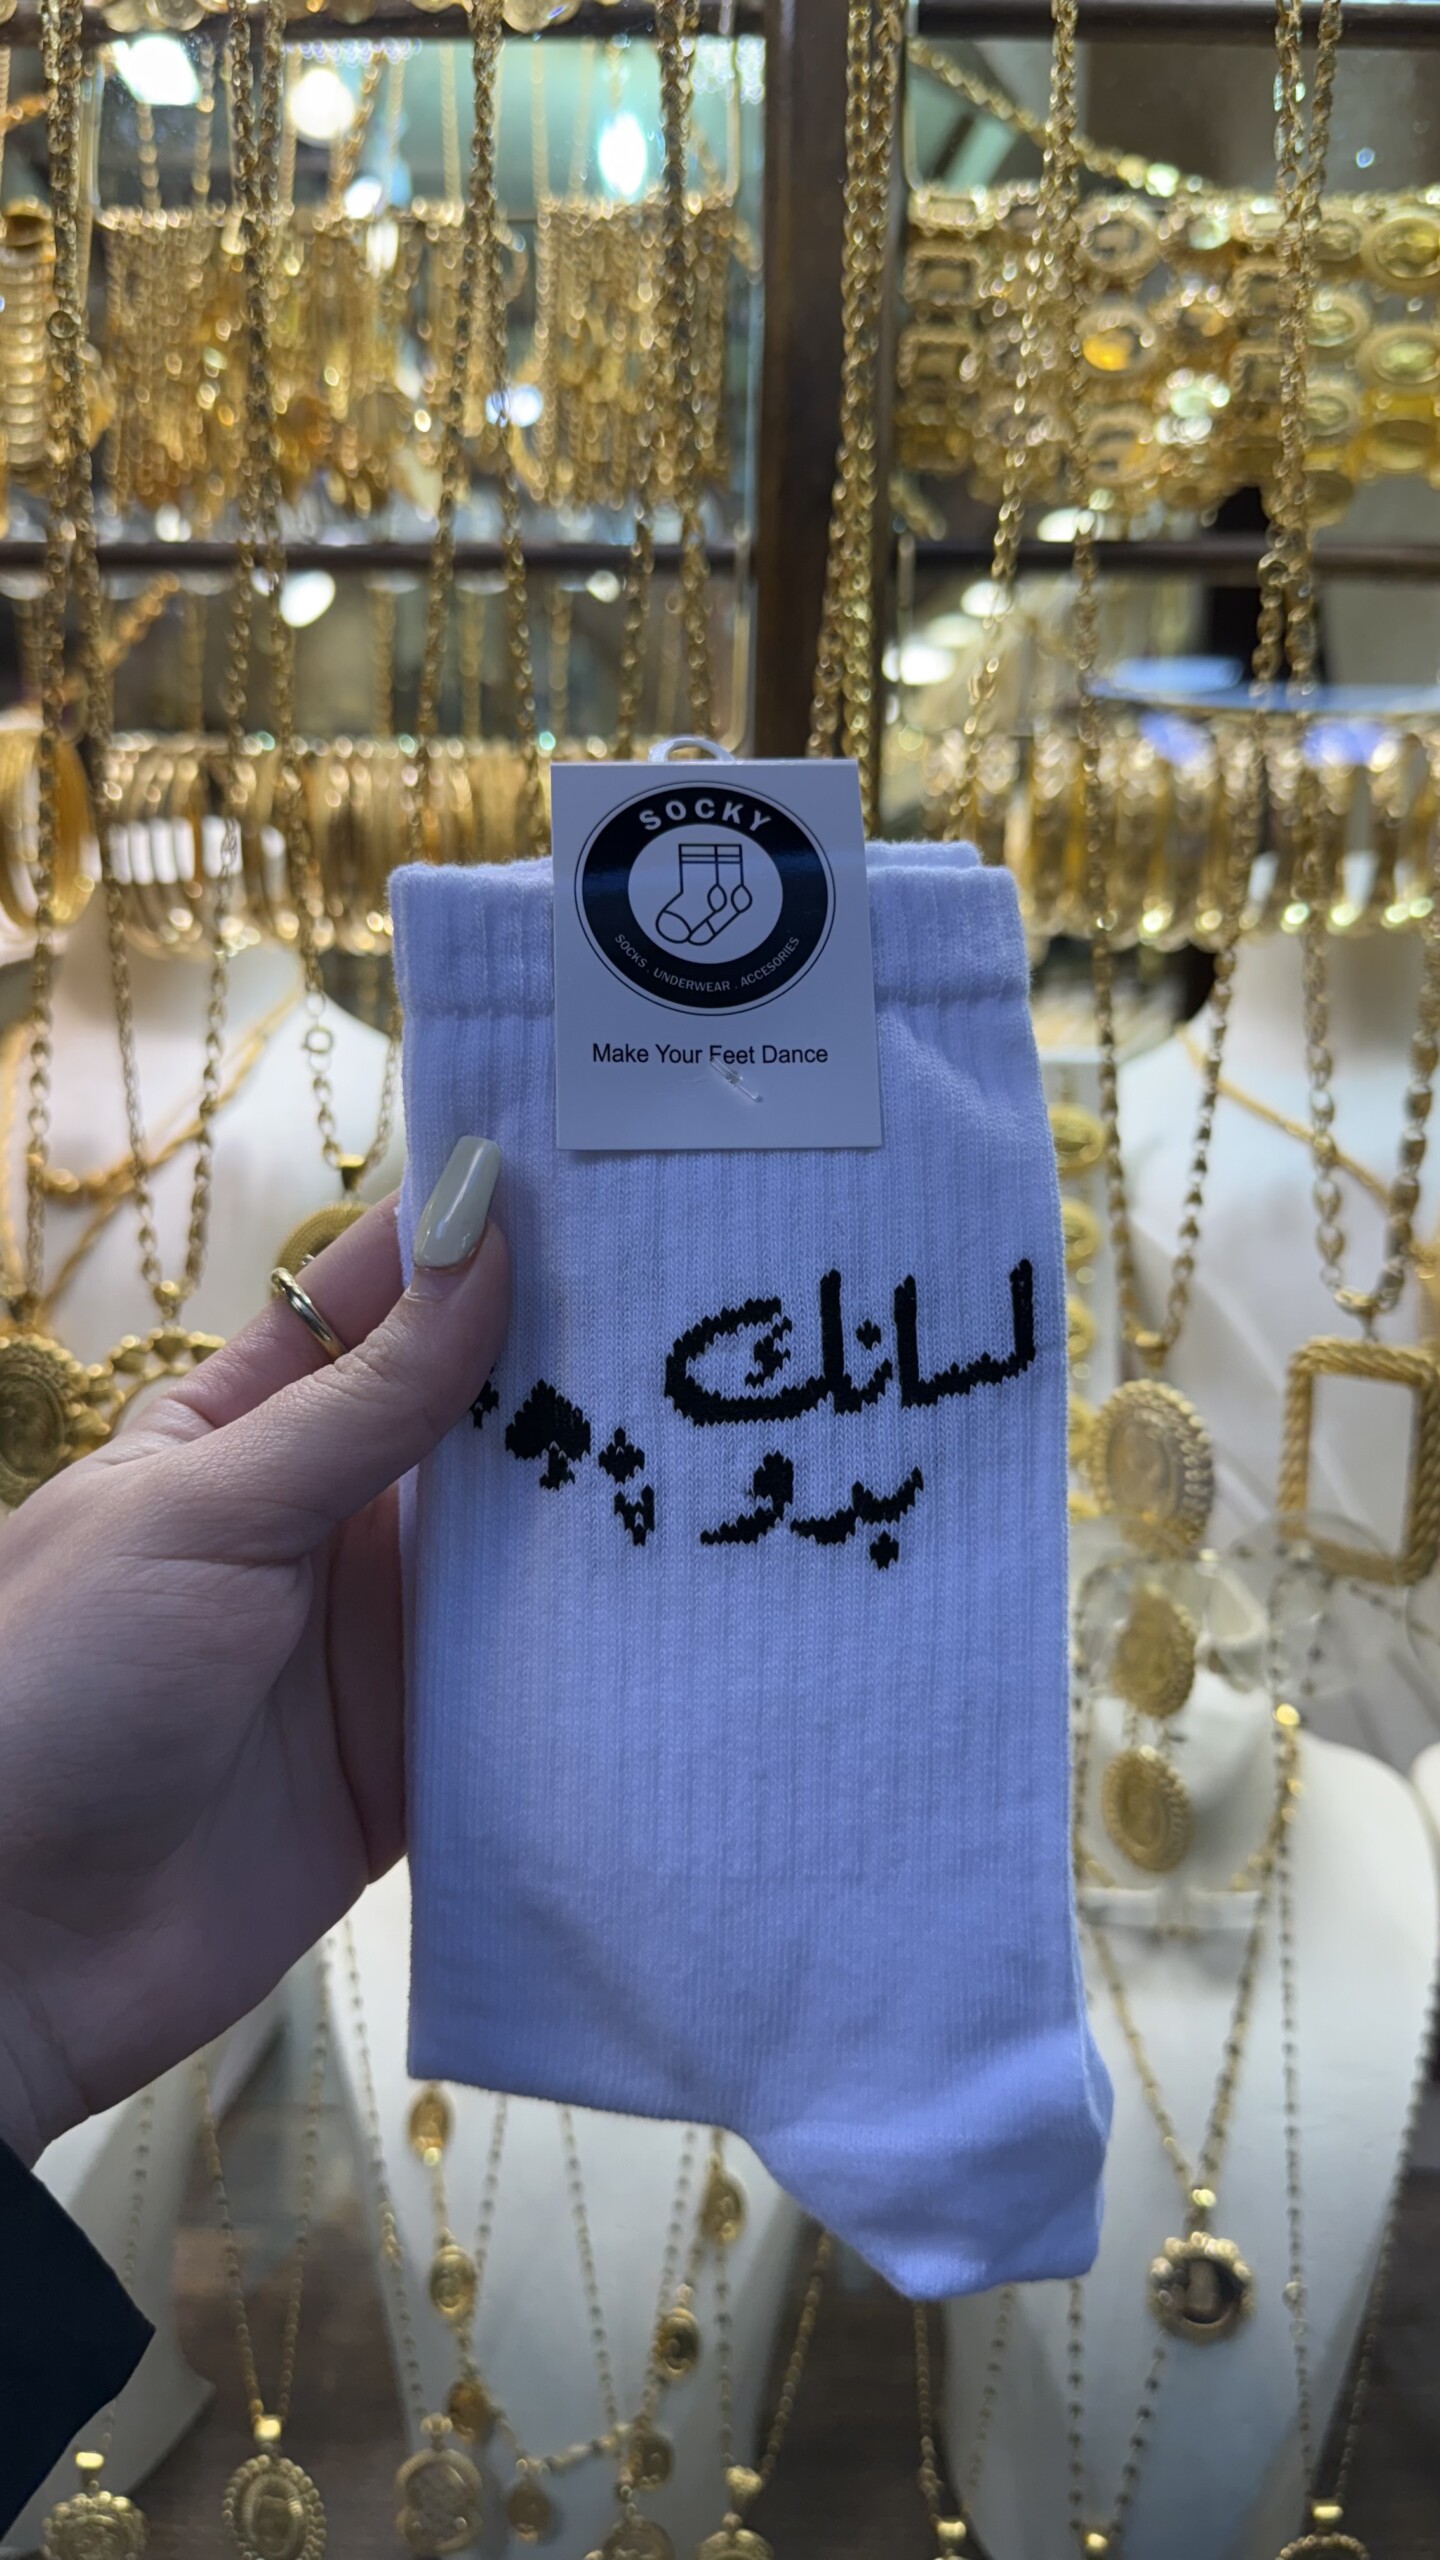 SOCKY
SOCKS . UNDERWEAR . ACCESORIES
Make Your Feet Dance
لسانك
بدو